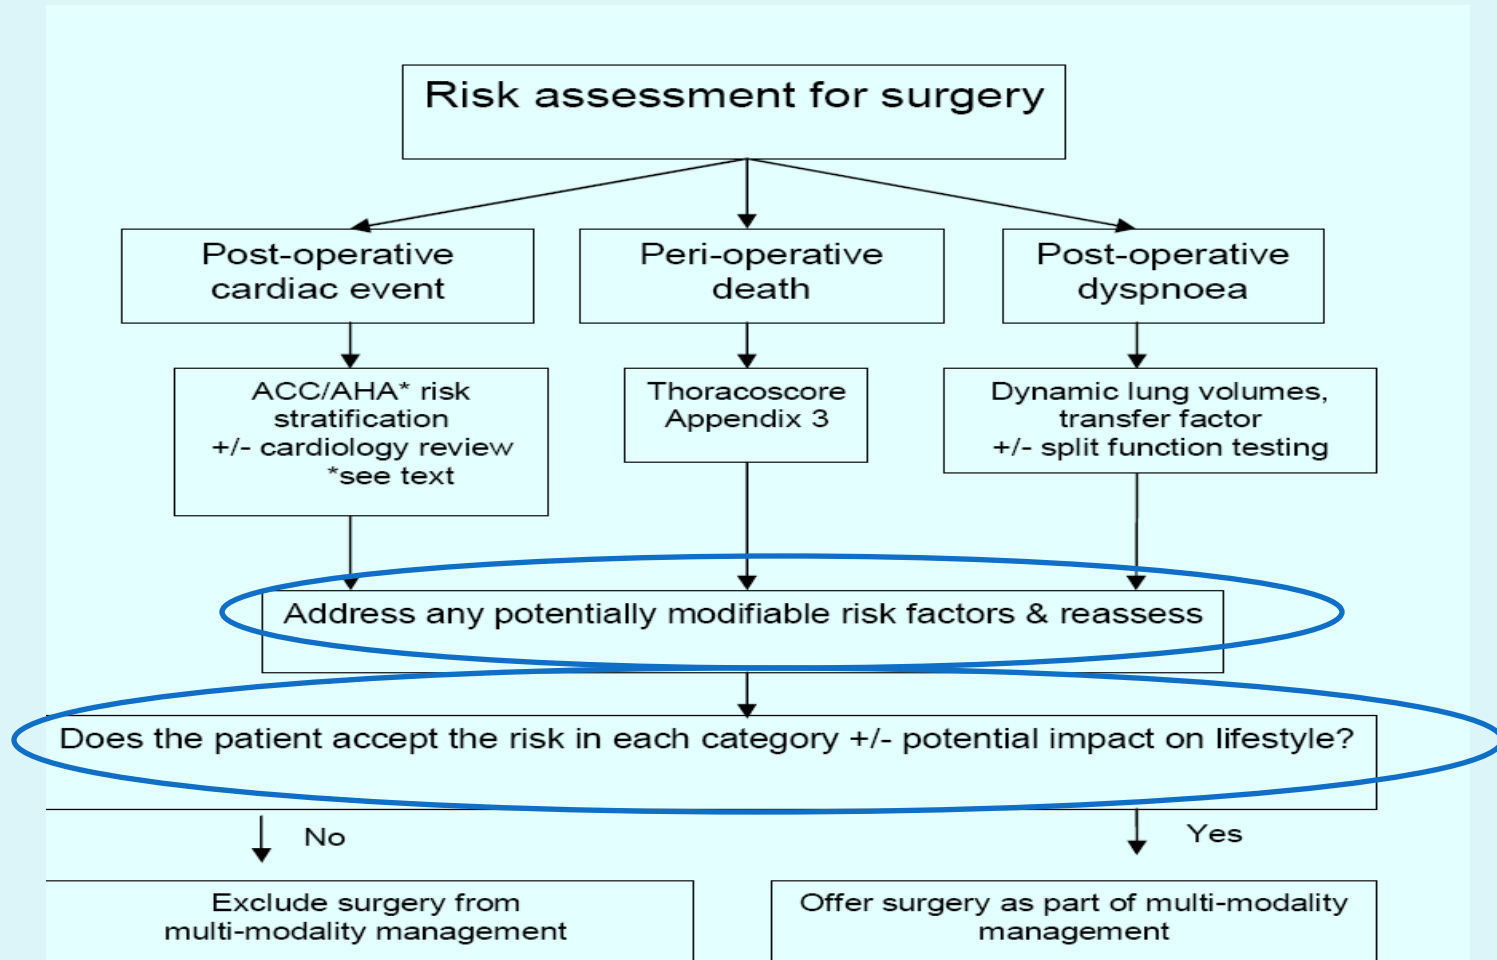 Risk assessment for surgery
Post-operative
cardiac event
Peri-operative
death
Post-operative
dyspnoea
ACC/AHA* risk
stratification
+/- cardiology review
*see text
Thoracoscore
Appendix 3
Dynamic lung volumes,
transfer factor
+/- split function testing
Address any potentially modifiable risk factors & reassess
Does the patient accept the risk in each category +/- potential impact on lifestyle?
No
Yes
Exclude surgery from
multi-modality management
Offer surgery as part of multi-modality
management